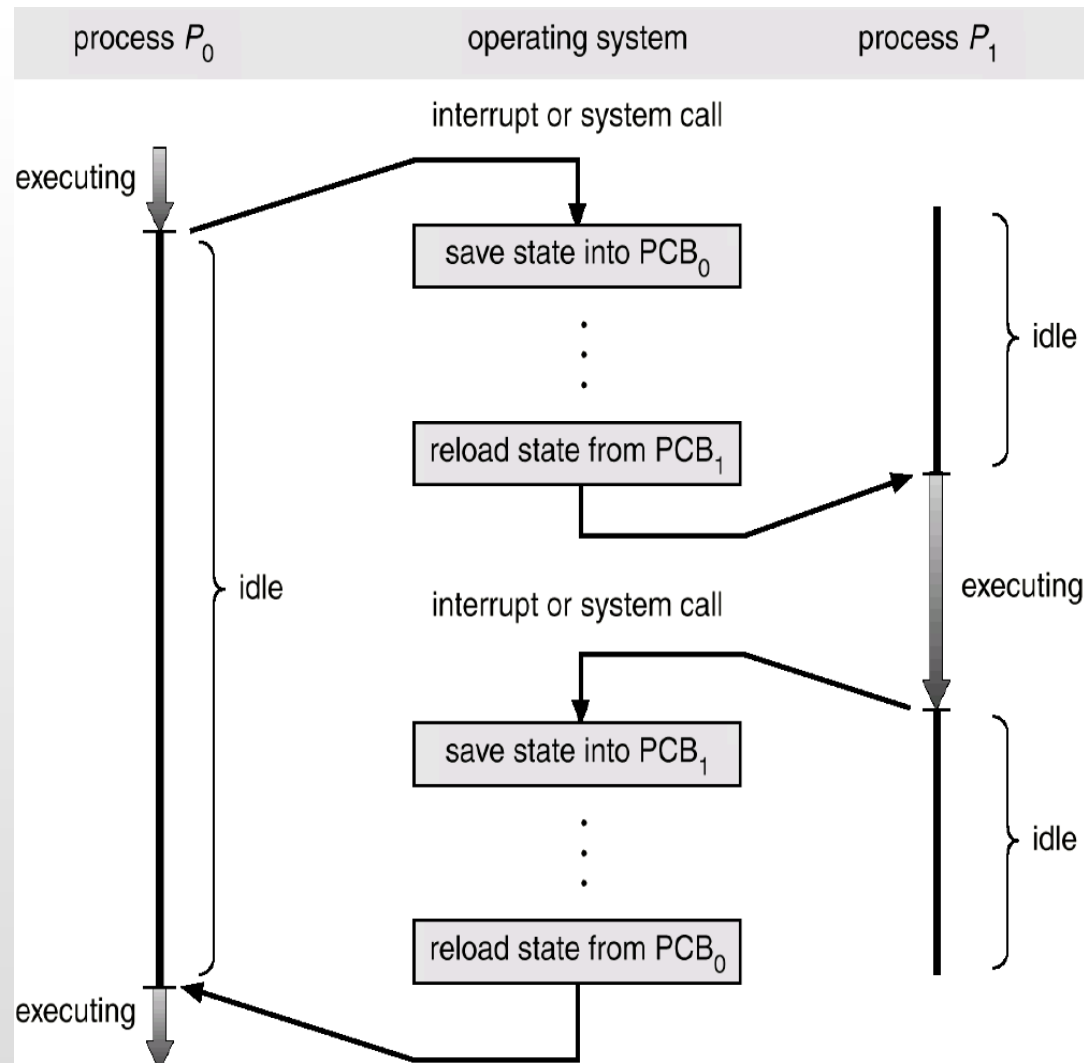 process P₀
operating system
process P₁
interrupt or system call
executing
save state into PCB₀
idle
reload state from PCB₁
idle
executing
interrupt or system call
save state into PCB₁
idle
reload state from PCB₀
executing